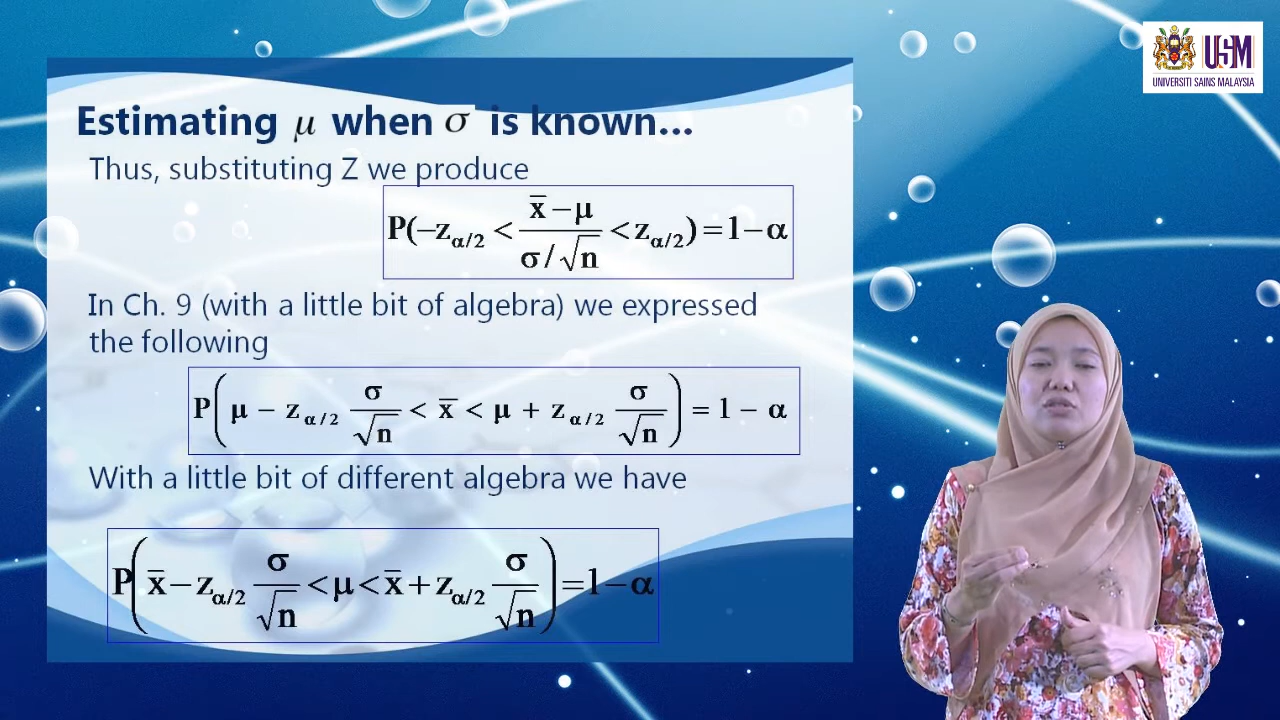 USM
UNIVERSITI SAINS MALAYSIA
Estimating μ when σ is known...
Thus, substituting Z we produce
P(−z_{α/2} < (x̄ − μ) / (σ/√n) < z_{α/2}) = 1 − α
In Ch. 9 (with a little bit of algebra) we expressed
the following
P(μ − z_{α/2} σ/√n < x̄ < μ + z_{α/2} σ/√n) = 1 − α
With a little bit of different algebra we have
P(x̄ − z_{α/2} σ/√n < μ < x̄ + z_{α/2} σ/√n) = 1 − α